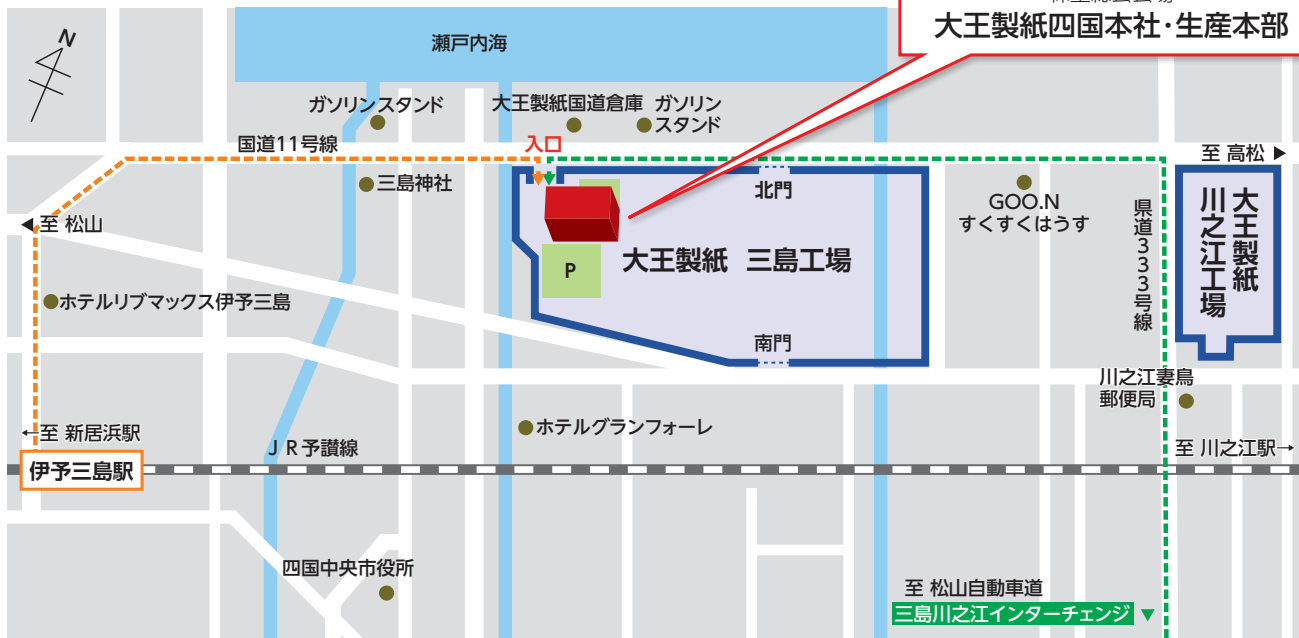 大王製紙四国本社・生産本部
N
瀬戸内海
ガソリンスタンド
大王製紙国道倉庫
ガソリン
スタンド
国道11号線
入口
至 高松
三島神社
北門
GOO.N
すくすくはうす
県道333号線
大王製紙
川之江工場
至 松山
大王製紙 三島工場
P
ホテルリブマックス伊予三島
南門
川之江妻鳥
郵便局
←至 新居浜駅
JR予讃線
ホテルグランフォーレ
至 川之江駅→
伊予三島駅
四国中央市役所
至 松山自動車道
三島川之江インターチェンジ